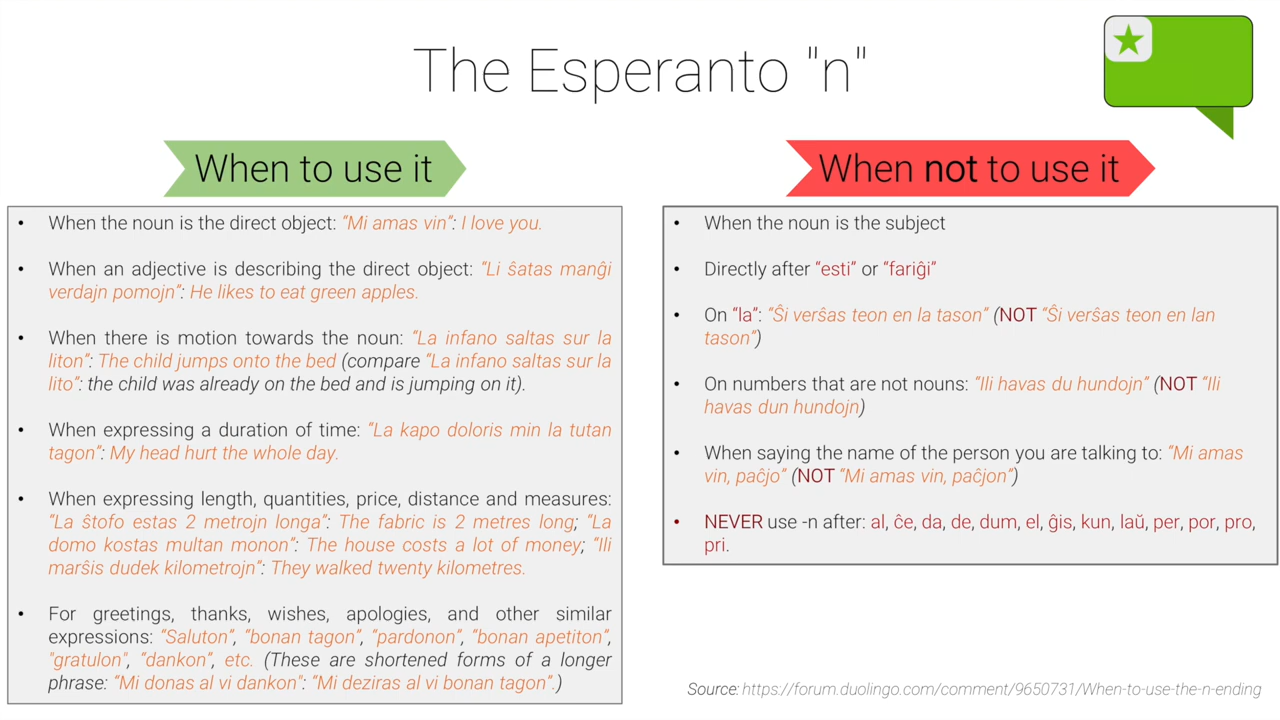 The Esperanto "n"
When to use it
• When the noun is the direct object: “Mi amas vin”: I love you.
• When an adjective is describing the direct object: “Li ŝatas manĝi
verdajn pomojn”: He likes to eat green apples.
• When there is motion towards the noun: “La infano saltas sur la
liton”: The child jumps onto the bed (compare “La infano saltas sur la
lito”: the child was already on the bed and is jumping on it).
• When expressing a duration of time: “La kapo doloris min la tutan
tagon”: My head hurt the whole day.
• When expressing length, quantities, price, distance and measures:
“La ŝtofo estas 2 metrojn longa”: The fabric is 2 metres long; “La
domo kostas multan monon”: The house costs a lot of money; “Ili
marŝis dudek kilometrojn”: They walked twenty kilometres.
• For greetings, thanks, wishes, apologies, and other similar
expressions: “Saluton”, “bonan tagon”, “pardonon”, “bonan apetiton”,
"gratulon", “dankon”, etc. (These are shortened forms of a longer
phrase: “Mi donas al vi dankon": “Mi deziras al vi bonan tagon”.)
When not to use it
• When the noun is the subject
• Directly after “esti” or “fariĝi”
• On “la”: “Ŝi verŝas teon en la tason” (NOT “Ŝi verŝas teon en lan
tason”)
• On numbers that are not nouns: “Ili havas du hundojn” (NOT “Ili
havas dun hundojn)
• When saying the name of the person you are talking to: “Mi amas
vin, paĉjo” (NOT “Mi amas vin, paĉjon”)
• NEVER use -n after: al, ĉe, da, de, dum, el, ĝis, kun, laŭ, per, por, pro,
pri.
Source: https://forum.duolingo.com/comment/9650731/When-to-use-the-n-ending